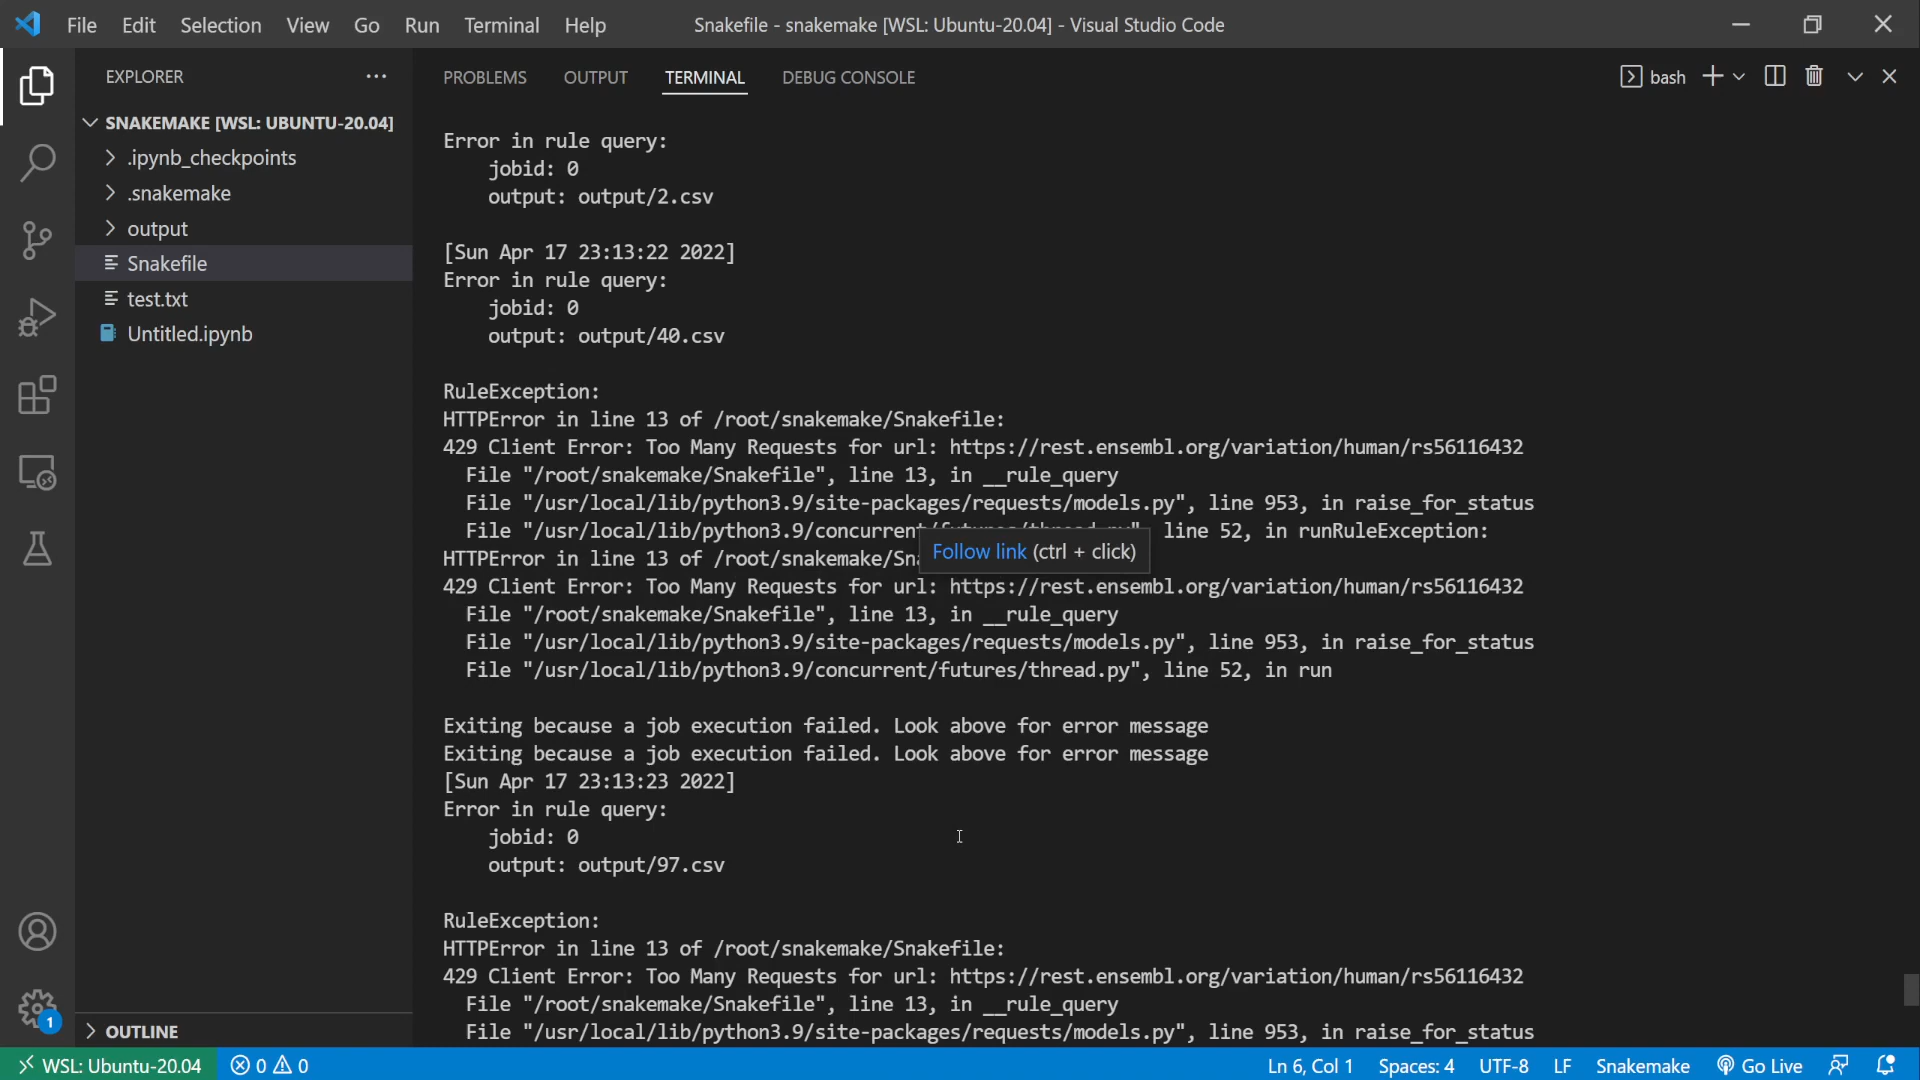 File Edit Selection View Go Run Terminal Help
Snakefile - snakemake [WSL: Ubuntu-20.04] - Visual Studio Code
EXPLORER
SNAKEMAKE [WSL: UBUNTU-20.04]
.ipynb_checkpoints
.snakemake
output
Snakefile
test.txt
Untitled.ipynb
OUTLINE
PROBLEMS OUTPUT TERMINAL DEBUG CONSOLE
bash
Error in rule query:
    jobid: 0
    output: output/2.csv
[Sun Apr 17 23:13:22 2022]
Error in rule query:
    jobid: 0
    output: output/40.csv
RuleException:
HTTPError in line 13 of /root/snakemake/Snakefile:
429 Client Error: Too Many Requests for url: https://rest.ensembl.org/variation/human/rs56116432
  File "/root/snakemake/Snakefile", line 13, in __rule_query
  File "/usr/local/lib/python3.9/site-packages/requests/models.py", line 953, in raise_for_status
  File "/usr/local/lib/python3.9/concurrent/futures/thread.py", line 52, in runRuleException:
HTTPError in line 13 of /root/snakemake/Sna
Follow link (ctrl + click)
429 Client Error: Too Many Requests for url: https://rest.ensembl.org/variation/human/rs56116432
  File "/root/snakemake/Snakefile", line 13, in __rule_query
  File "/usr/local/lib/python3.9/site-packages/requests/models.py", line 953, in raise_for_status
  File "/usr/local/lib/python3.9/concurrent/futures/thread.py", line 52, in run
Exiting because a job execution failed. Look above for error message
Exiting because a job execution failed. Look above for error message
[Sun Apr 17 23:13:23 2022]
Error in rule query:
    jobid: 0
    output: output/97.csv
RuleException:
HTTPError in line 13 of /root/snakemake/Snakefile:
429 Client Error: Too Many Requests for url: https://rest.ensembl.org/variation/human/rs56116432
  File "/root/snakemake/Snakefile", line 13, in __rule_query
  File "/usr/local/lib/python3.9/site-packages/requests/models.py", line 953, in raise_for_status
1
WSL: Ubuntu-20.04 0 0 Ln 6, Col 1 Spaces: 4 UTF-8 LF Snakemake Go Live